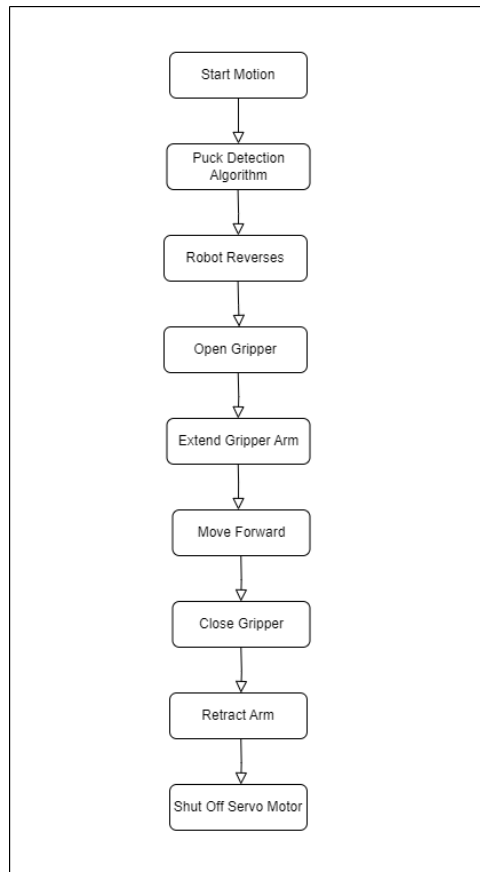 Start Motion
Puck Detection
Algorithm
Robot Reverses
Open Gripper
Extend Gripper Arm
Move Forward
Close Gripper
Retract Arm
Shut Off Servo Motor